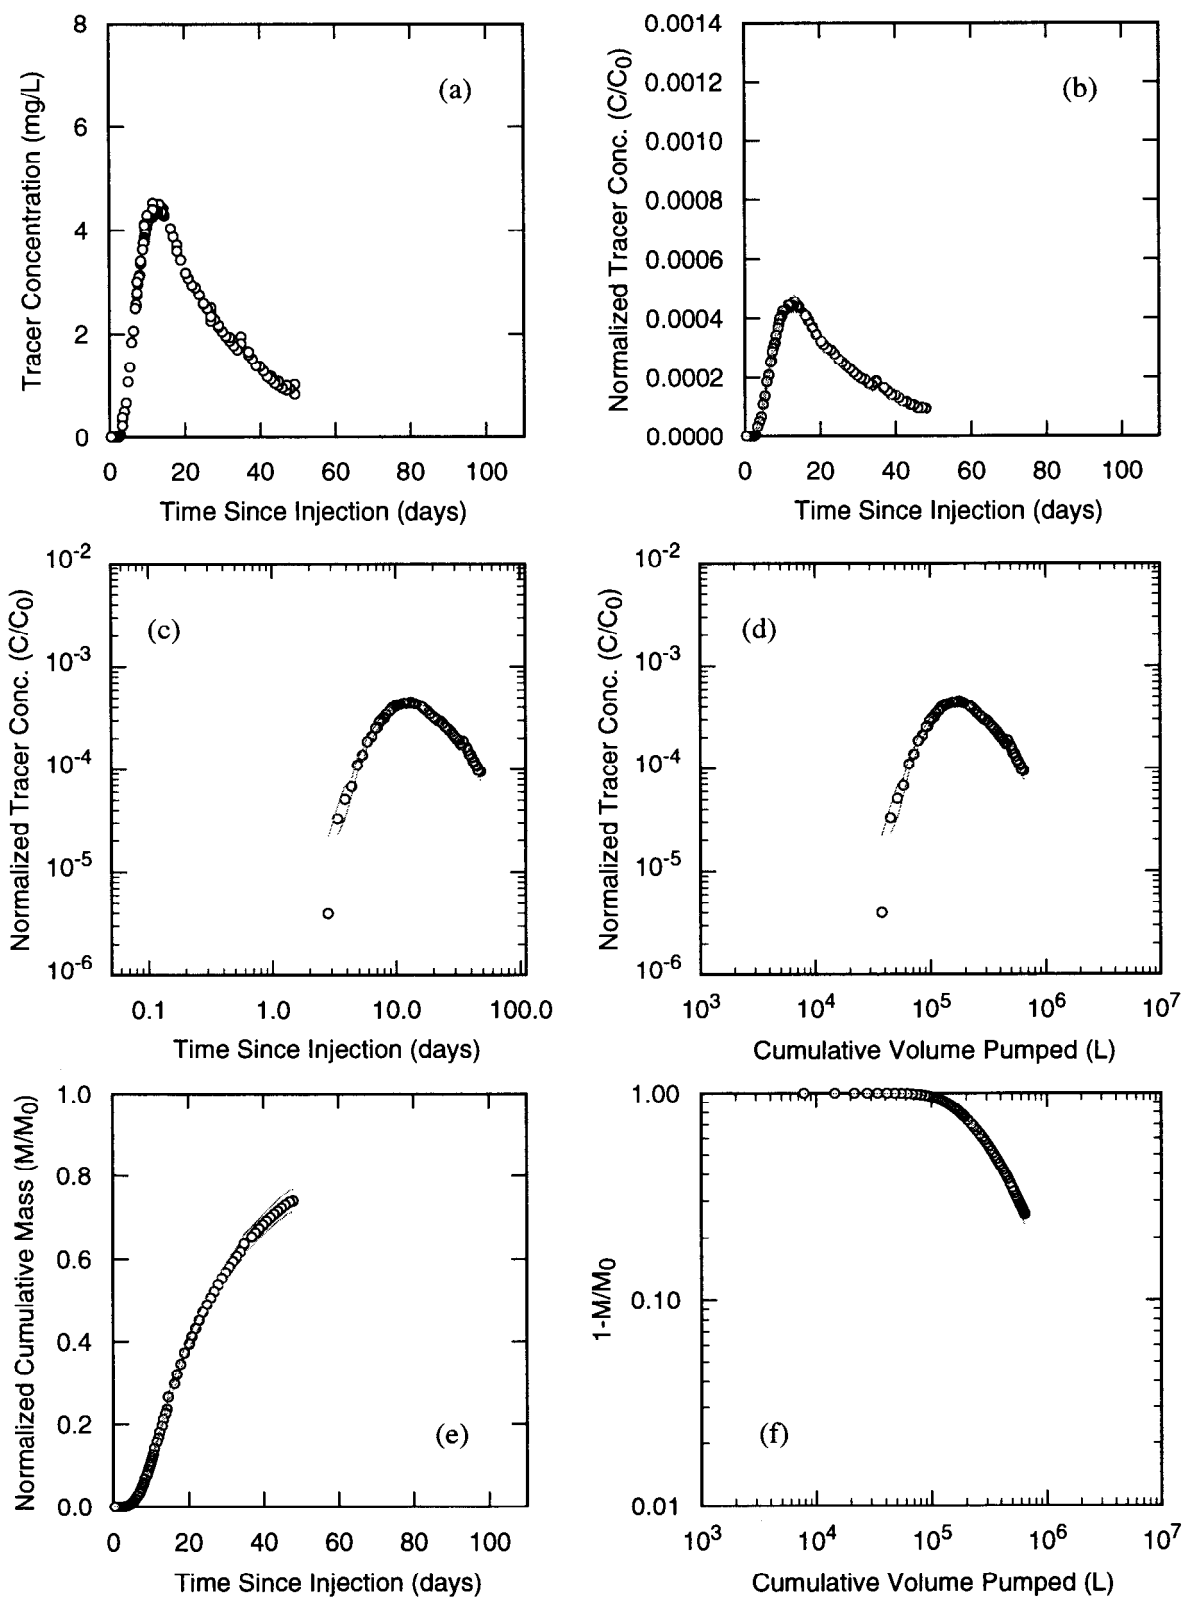 8
6
4
2
0
Tracer Concentration (mg/L)
(a)
0 20 40 60 80 100
Time Since Injection (days)
0.0014
0.0012
0.0010
0.0008
0.0006
0.0004
0.0002
0.0000
Normalized Tracer Conc. (C/C0)
(b)
0 20 40 60 80 100
Time Since Injection (days)
10-2
10-3
10-4
10-5
10-6
Normalized Tracer Conc. (C/C0)
(c)
0.1 1.0 10.0 100.0
Time Since Injection (days)
10-2
10-3
10-4
10-5
10-6
Normalized Tracer Conc. (C/C0)
(d)
103 104 105 106 107
Cumulative Volume Pumped (L)
1.0
0.8
0.6
0.4
0.2
0.0
Normalized Cumulative Mass (M/M0)
(e)
0 20 40 60 80 100
Time Since Injection (days)
1.00
0.10
0.01
1-M/M0
(f)
103 104 105 106 107
Cumulative Volume Pumped (L)